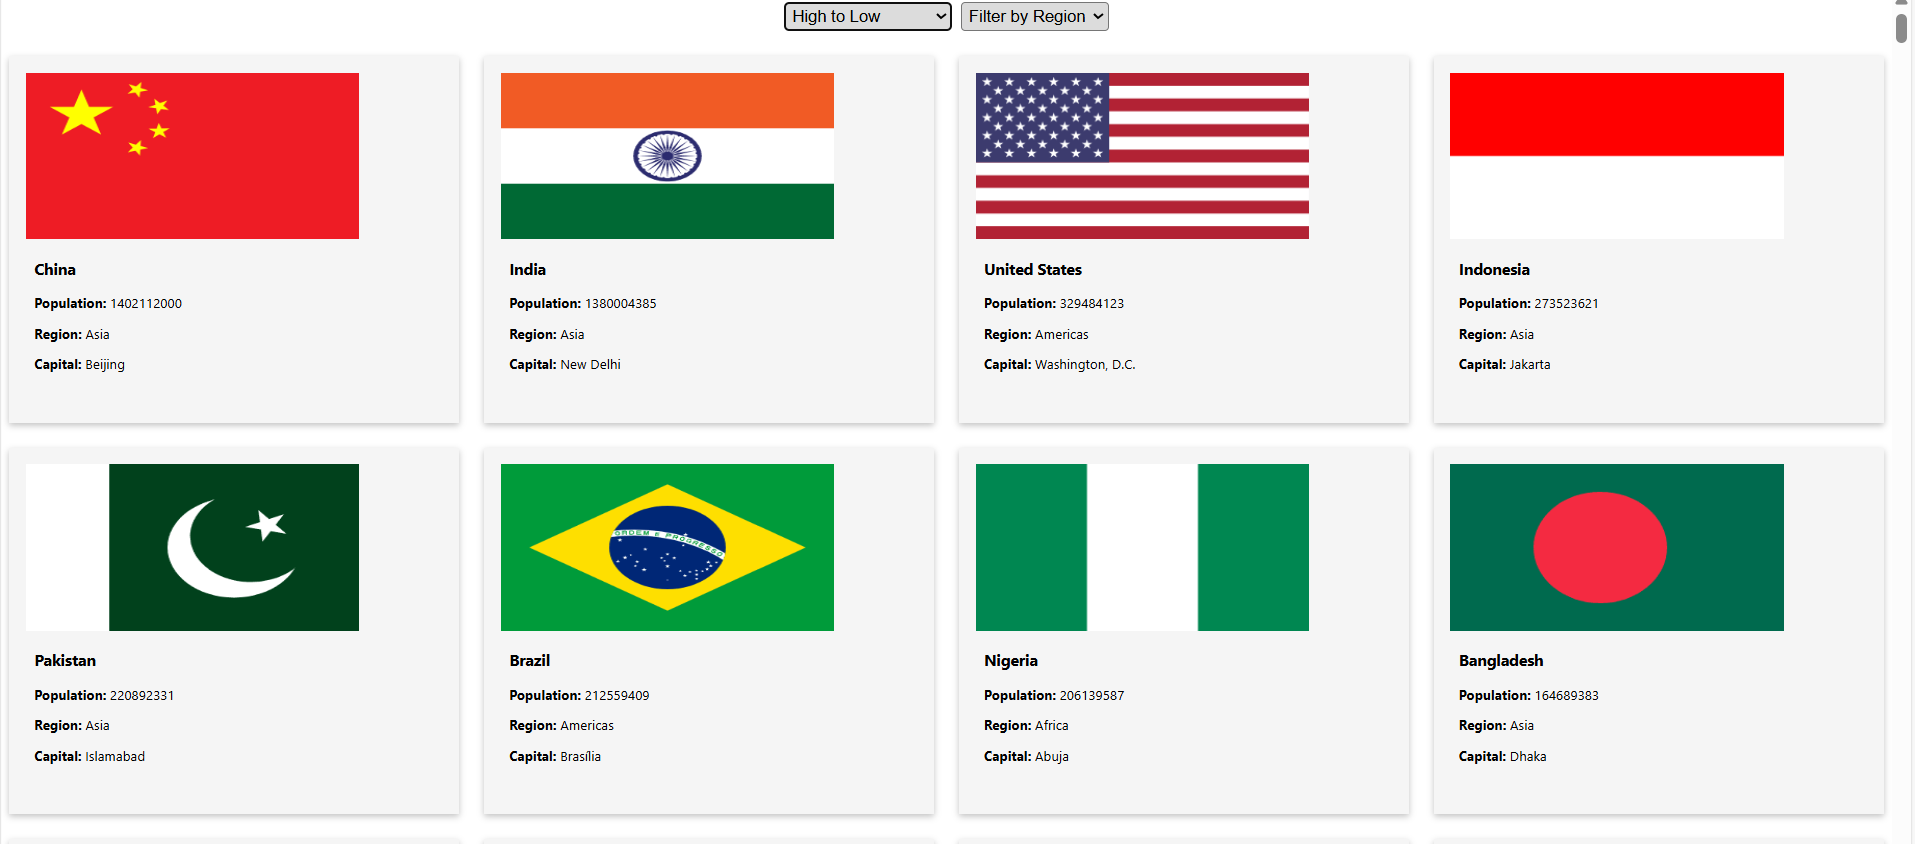 High to Low
Filter by Region
China
Population: 1402112000
Region: Asia
Capital: Beijing
India
Population: 1380004385
Region: Asia
Capital: New Delhi
United States
Population: 329484123
Region: Americas
Capital: Washington, D.C.
Indonesia
Population: 273523621
Region: Asia
Capital: Jakarta
Pakistan
Population: 220892331
Region: Asia
Capital: Islamabad
ORDEM E PROGRESSO
Brazil
Population: 212559409
Region: Americas
Capital: Brasília
Nigeria
Population: 206139587
Region: Africa
Capital: Abuja
Bangladesh
Population: 164689383
Region: Asia
Capital: Dhaka